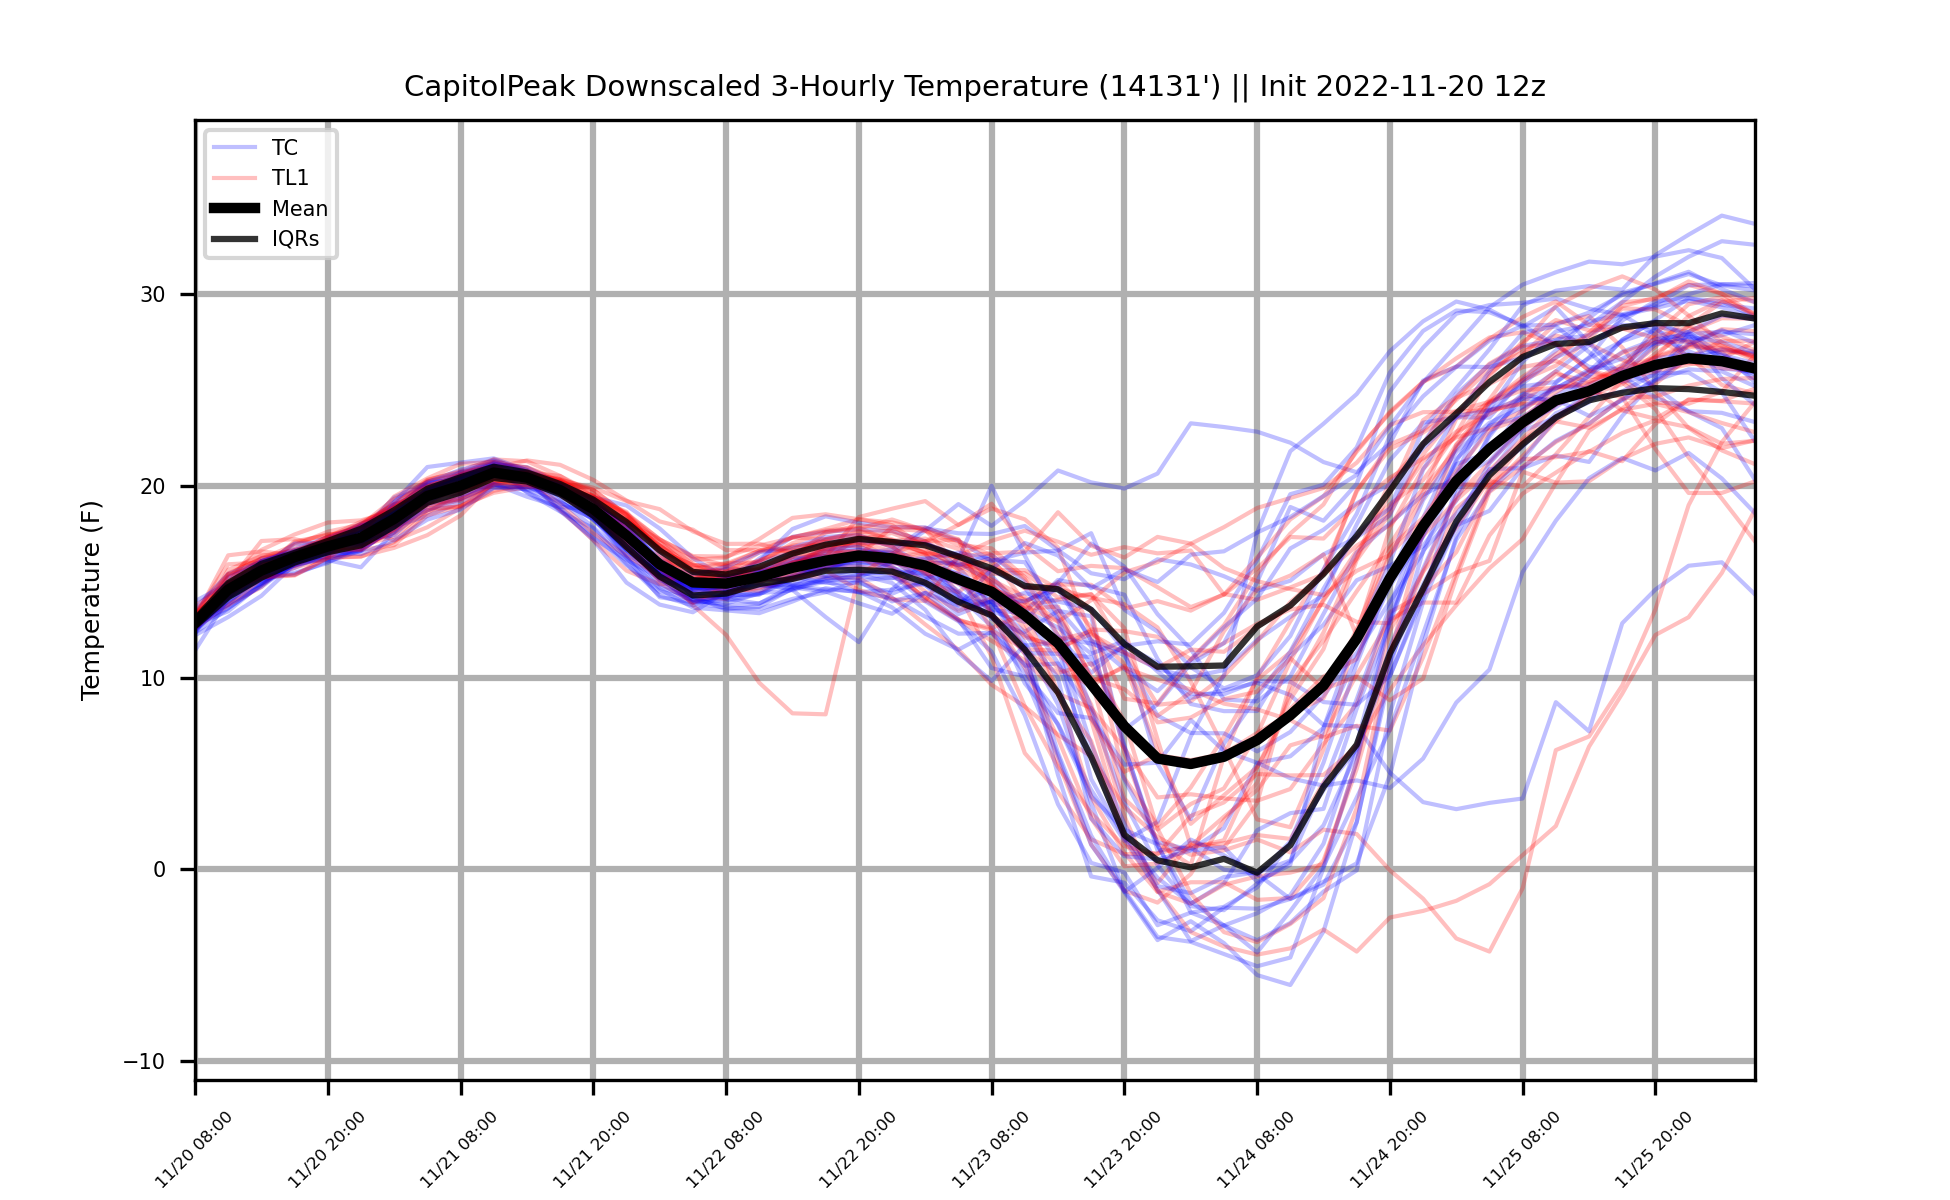 CapitolPeak Downscaled 3-Hourly Temperature (14131') || Init 2022-11-20 12z
TC
TL1
Mean
IQRs
Temperature (F)
30
20
10
0
−10
11/20 08:00
11/20 20:00
11/21 08:00
11/21 20:00
11/22 08:00
11/22 20:00
11/23 08:00
11/23 20:00
11/24 08:00
11/24 20:00
11/25 08:00
11/25 20:00